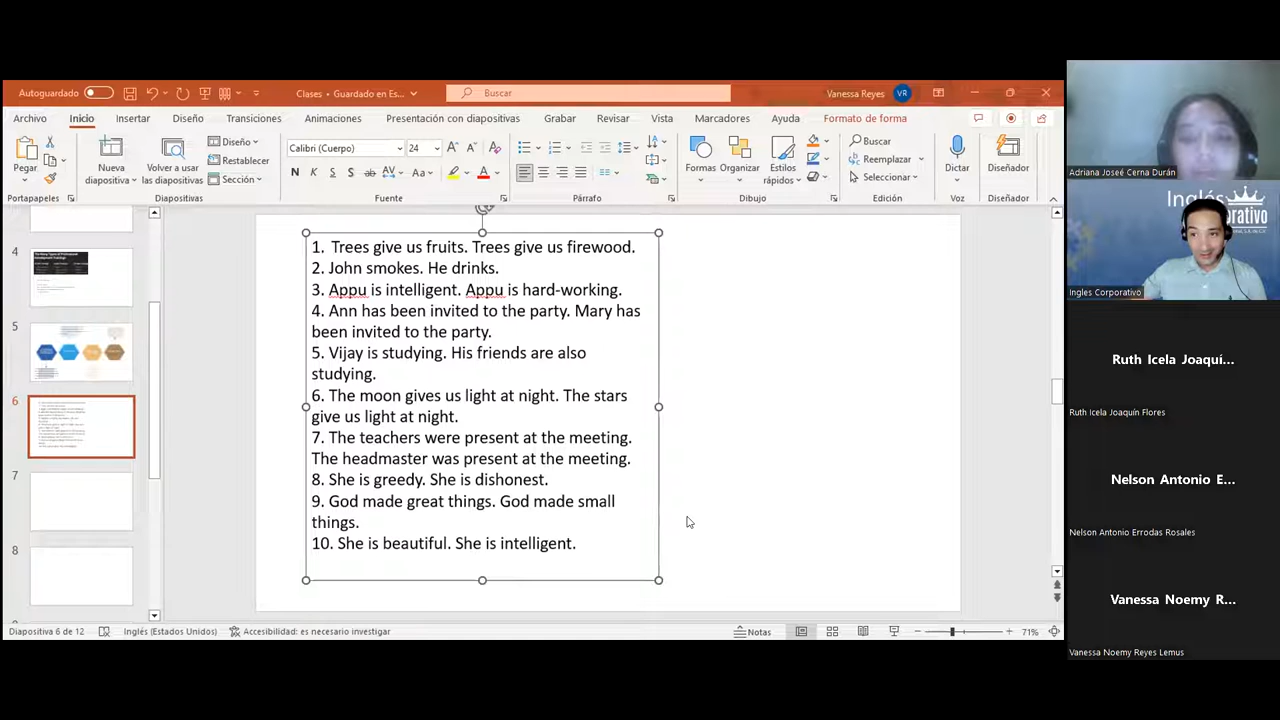 Autoguardado
Clases • Guardado en Es...
Buscar
Vanessa Reyes
VR
Archivo
Inicio
Insertar
Diseño
Transiciones
Animaciones
Presentación con diapositivas
Grabar
Revisar
Vista
Marcadores
Ayuda
Formato de forma
Pegar
Nueva diapositiva
Volver a usar las diapositivas
Diseño
Restablecer
Sección
Calibri (Cuerpo)
24
N
K
S
S
ab
Aa
A
Formas
Organizar
Estilos rápidos
Buscar
Reemplazar
Seleccionar
Dictar
Diseñador
Portapapeles
Diapositivas
Fuente
Párrafo
Dibujo
Edición
Voz
Diseñador
4
5
6
7
8
1. Trees give us fruits. Trees give us firewood.
2. John smokes. He drinks.
3. Appu is intelligent. Appu is hard-working.
4. Ann has been invited to the party. Mary has
been invited to the party.
5. Vijay is studying. His friends are also
studying.
6. The moon gives us light at night. The stars
give us light at night.
7. The teachers were present at the meeting.
The headmaster was present at the meeting.
8. She is greedy. She is dishonest.
9. God made great things. God made small
things.
10. She is beautiful. She is intelligent.
Diapositiva 6 de 12
Inglés (Estados Unidos)
Accesibilidad: es necesario investigar
Notas
71%
Adriana Joseé Cerna Durán
Inglés
Ingles Corporativo
Ruth Icela Joaquí...
Ruth Icela Joaquín Flores
Nelson Antonio E...
Nelson Antonio Errodas Rosales
Vanessa Noemy R...
Vanessa Noemy Reyes Lemus